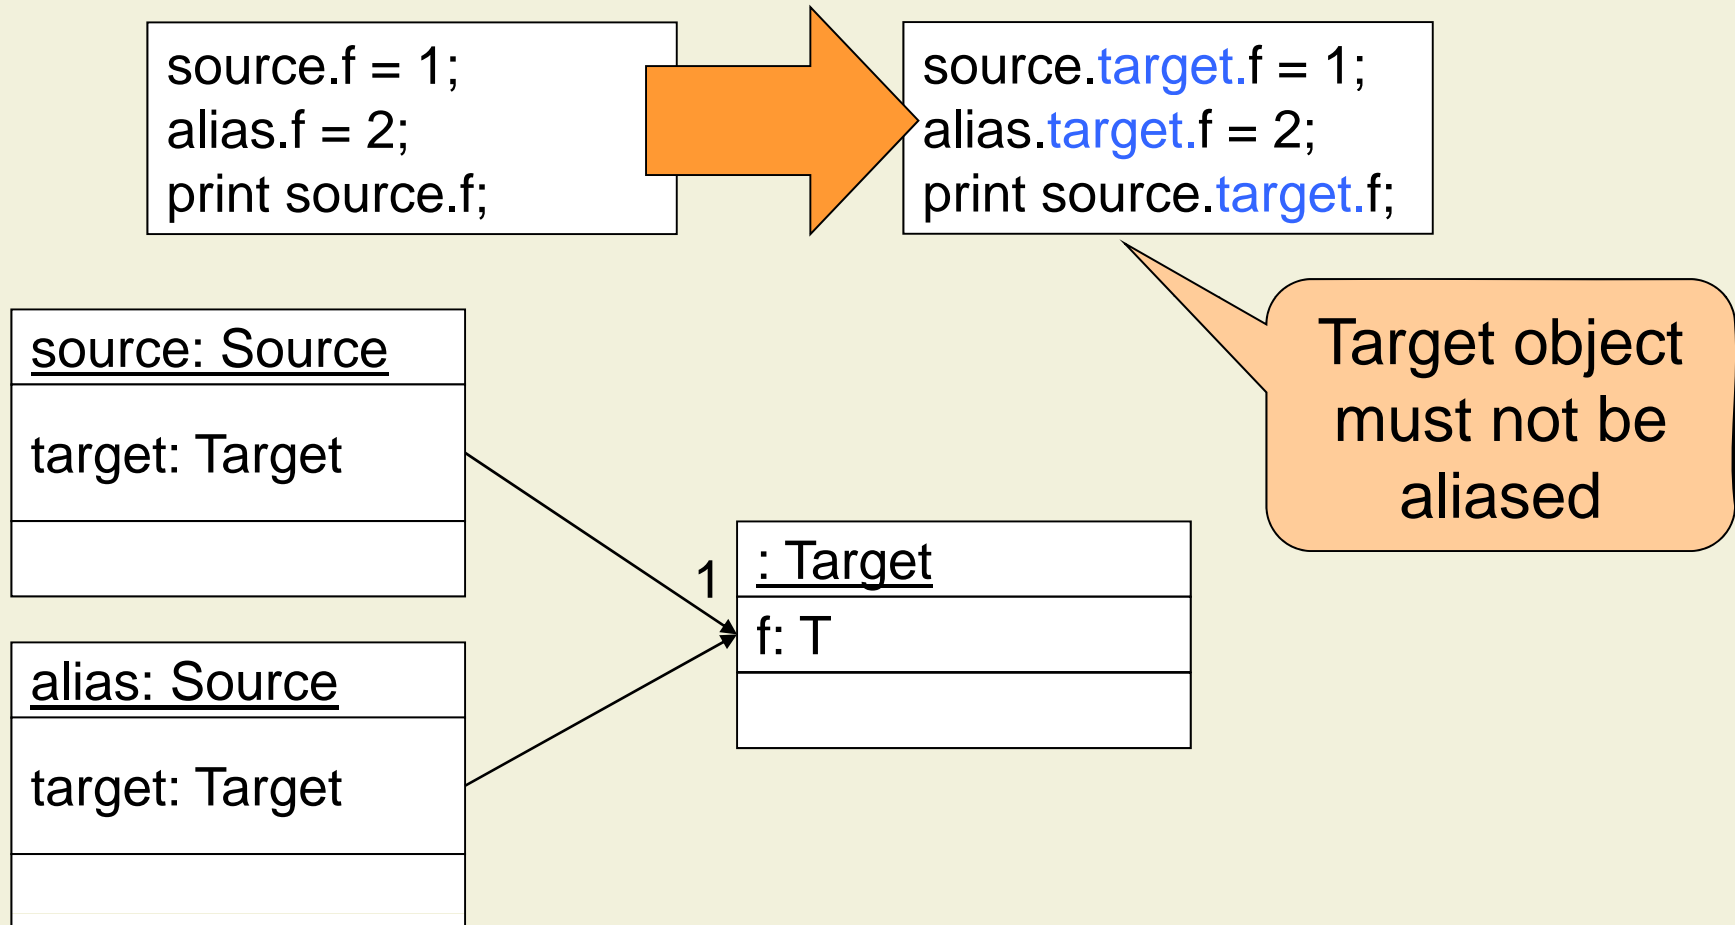 source.f = 1;
alias.f = 2;
print source.f;
source.target.f = 1;
alias.target.f = 2;
print source.target.f;
Target object
must not be
aliased
source: Source
target: Target
1
: Target
f: T
alias: Source
target: Target